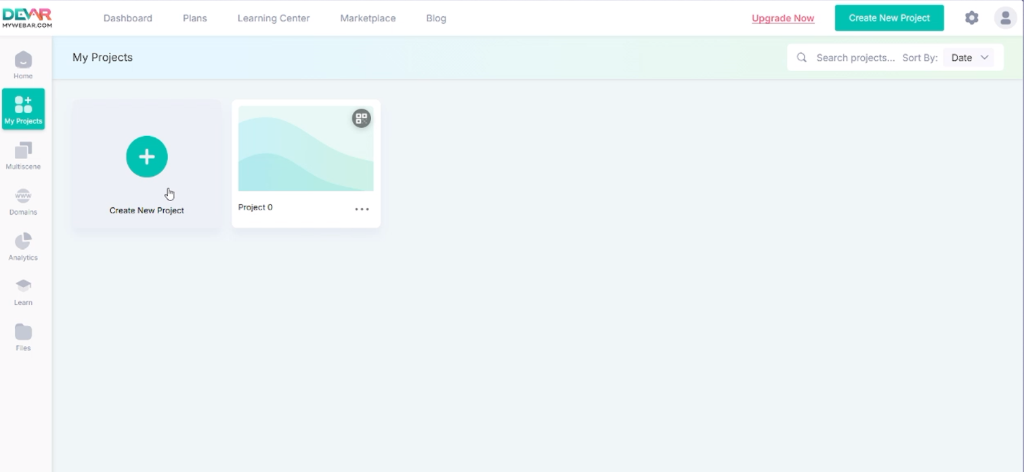 DEVAR
MYWEBAR.COM
Dashboard
Plans
Learning Center
Marketplace
Blog
Upgrade Now
Create New Project
Home
My Projects
Multiscene
WWW
Domains
Analytics
Learn
Files
My Projects
Search projects...
Sort By:
Date
Create New Project
Project 0